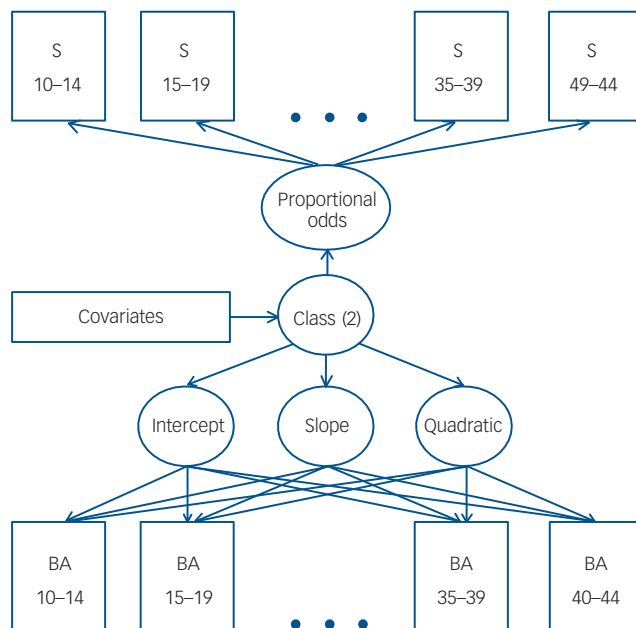 S
10–14
S
15–19
S
35–39
S
49–44
Proportional
odds
Covariates
Class (2)
Intercept
Slope
Quadratic
BA
10–14
BA
15–19
BA
35–39
BA
40–44